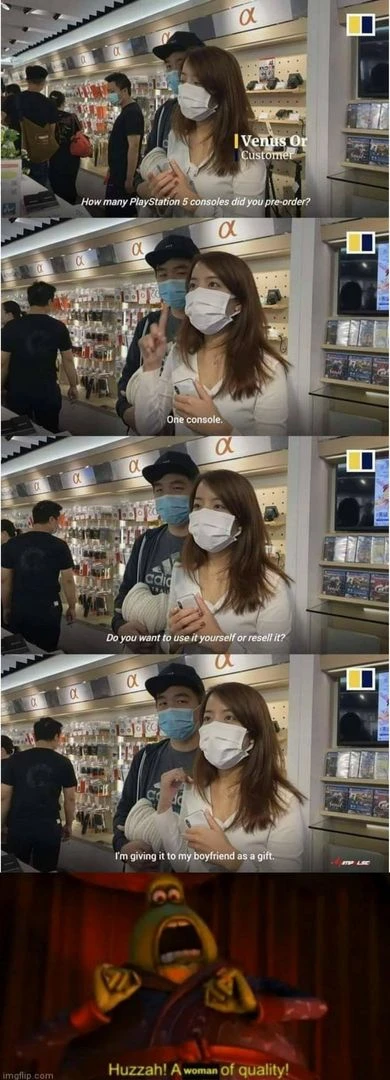 α
Venus Or
Customer
How many PlayStation 5 consoles did you pre-order?
α
α
α
One console.
α
α
α
α
adidas
Do you want to use it yourself or resell it?
α
α
α
α
I'm giving it to my boyfriend as a gift.
Huzzah! A woman of quality!
imgflip.com